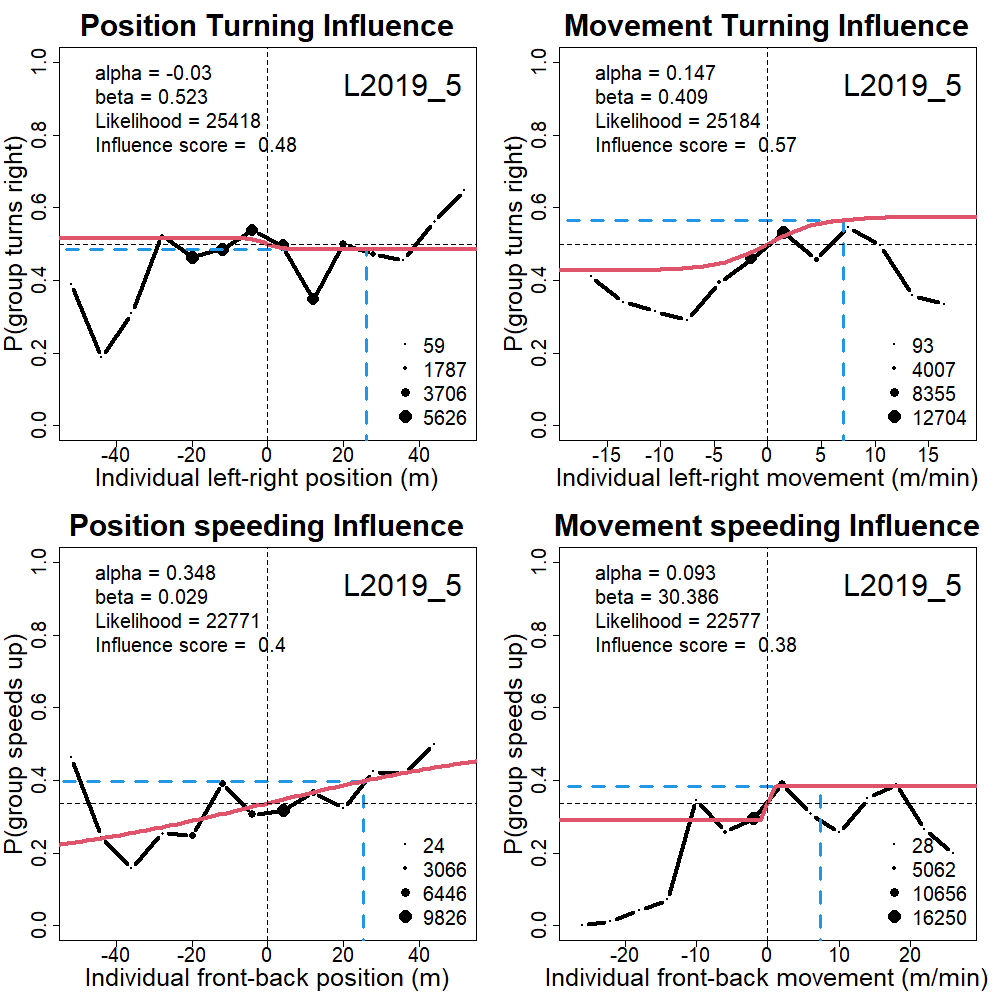 Position Turning Influence
alpha = -0.03
beta = 0.523
Likelihood = 25418
Influence score = 0.48
L2019_5
P(group turns right)
0.0 0.2 0.4 0.6 0.8 1.0
59
1787
3706
5626
-40 -20 0 20 40
Individual left-right position (m)
Movement Turning Influence
alpha = 0.147
beta = 0.409
Likelihood = 25184
Influence score = 0.57
L2019_5
P(group turns right)
0.0 0.2 0.4 0.6 0.8 1.0
93
4007
8355
12704
-15 -10 -5 0 5 10 15
Individual left-right movement (m/min)
Position speeding Influence
alpha = 0.348
beta = 0.029
Likelihood = 22771
Influence score = 0.4
L2019_5
P(group speeds up)
0.0 0.2 0.4 0.6 0.8 1.0
24
3066
6446
9826
-40 -20 0 20 40
Individual front-back position (m)
Movement speeding Influence
alpha = 0.093
beta = 30.386
Likelihood = 22577
Influence score = 0.38
L2019_5
P(group speeds up)
0.0 0.2 0.4 0.6 0.8 1.0
28
5062
10656
16250
-20 -10 0 10 20
Individual front-back movement (m/min)